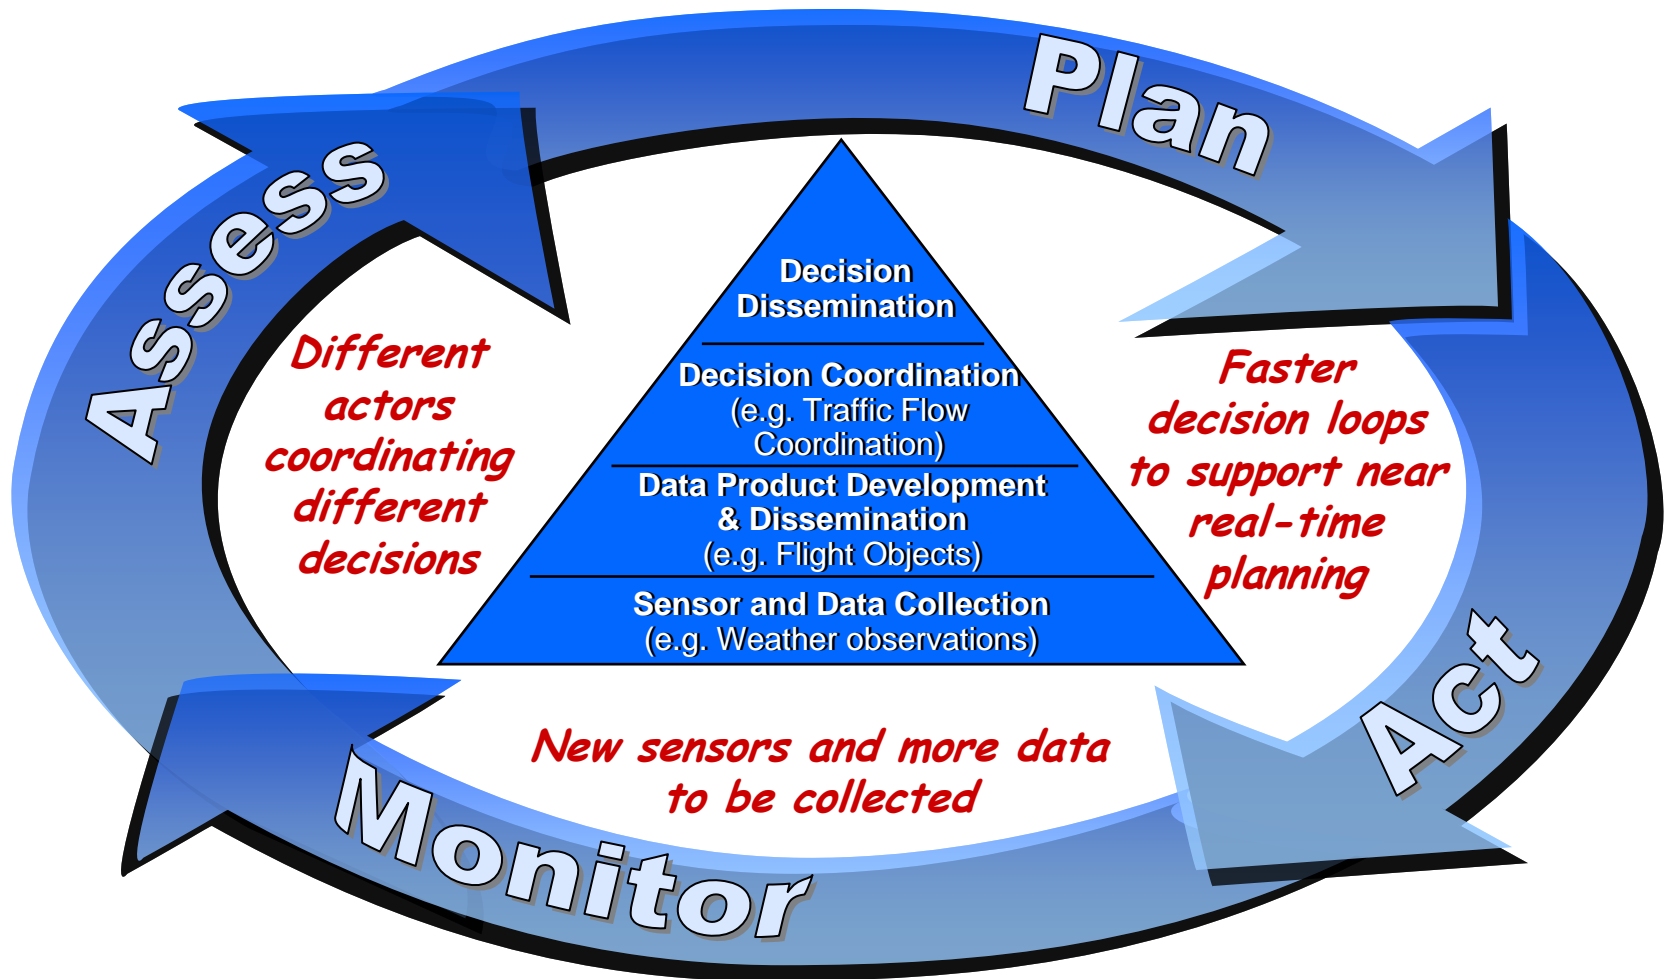 Plan
Assess
Decision
Dissemination
Decision Coordination
(e.g. Traffic Flow
Coordination)
Data Product Development
& Dissemination
(e.g. Flight Objects)
Sensor and Data Collection
(e.g. Weather observations)
Different
actors
coordinating
different
decisions
Faster
decision loops
to support near
real-time
planning
Act
New sensors and more data
to be collected
Monitor